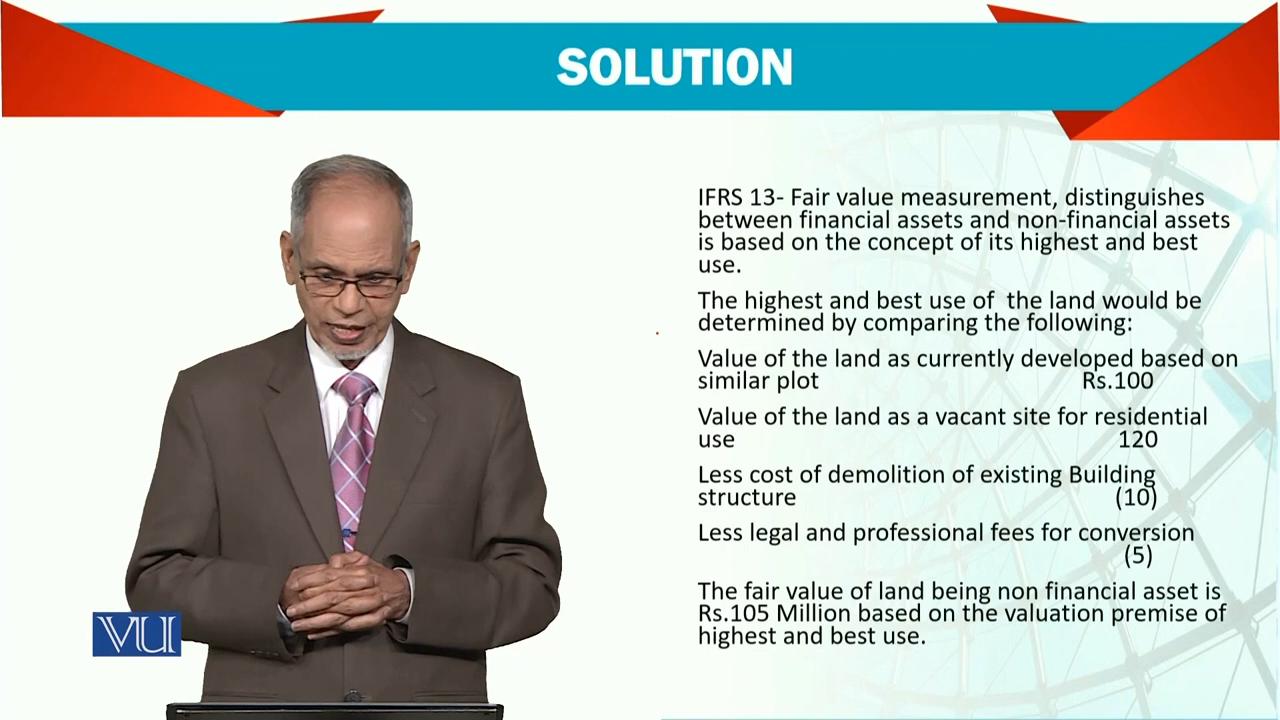 SOLUTION
IFRS 13- Fair value measurement, distinguishes
between financial assets and non-financial assets
is based on the concept of its highest and best
use.
The highest and best use of  the land would be
determined by comparing the following:
Value of the land as currently developed based on
similar plot Rs.100
Value of the land as a vacant site for residential
use 120
Less cost of demolition of existing Building
structure (10)
Less legal and professional fees for conversion
(5)
The fair value of land being non financial asset is
Rs.105 Million based on the valuation premise of
highest and best use.
VU